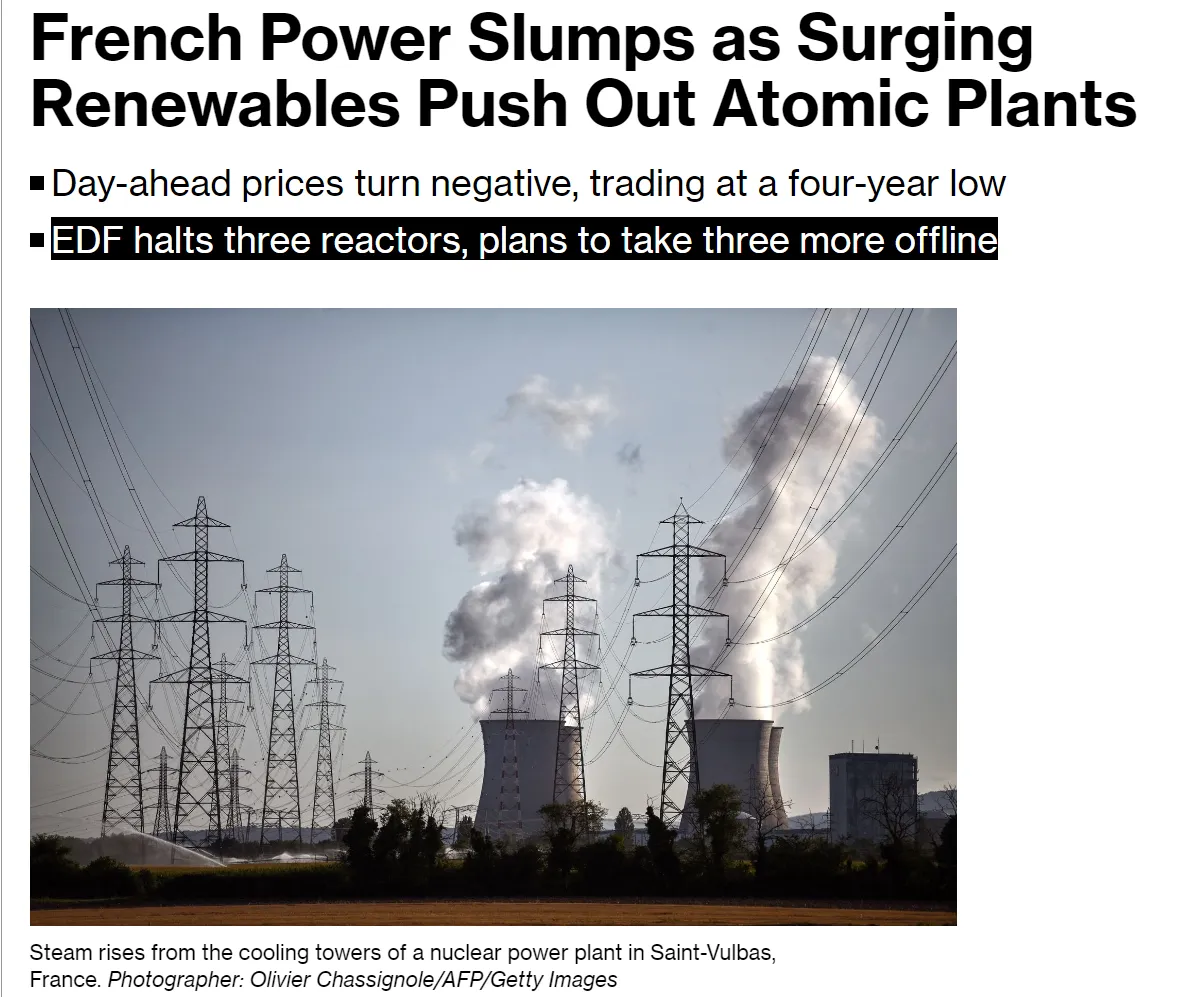 French Power Slumps as Surging
Renewables Push Out Atomic Plants
Day-ahead prices turn negative, trading at a four-year low
EDF halts three reactors, plans to take three more offline
Steam rises from the cooling towers of a nuclear power plant in Saint-Vulbas,
France. Photographer: Olivier Chassignole/AFP/Getty Images